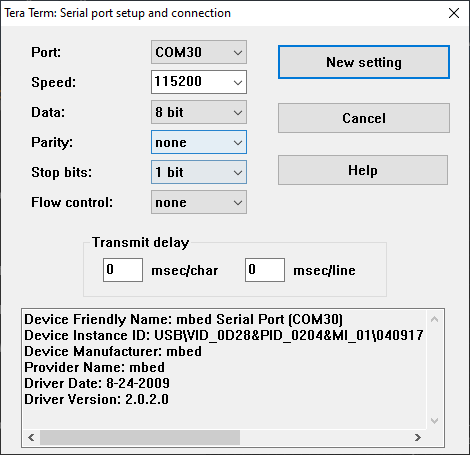 Tera Term: Serial port setup and connection
Port: COM30 New setting
Speed: 115200
Data: 8 bit Cancel
Parity: none
Stop bits: 1 bit Help
Flow control: none
Transmit delay
0 msec/char 0 msec/line
Device Friendly Name: mbed Serial Port (COM30)
Device Instance ID: USB\VID_0D28&PID_0204&MI_01\040917
Device Manufacturer: mbed
Provider Name: mbed
Driver Date: 8-24-2009
Driver Version: 2.0.2.0